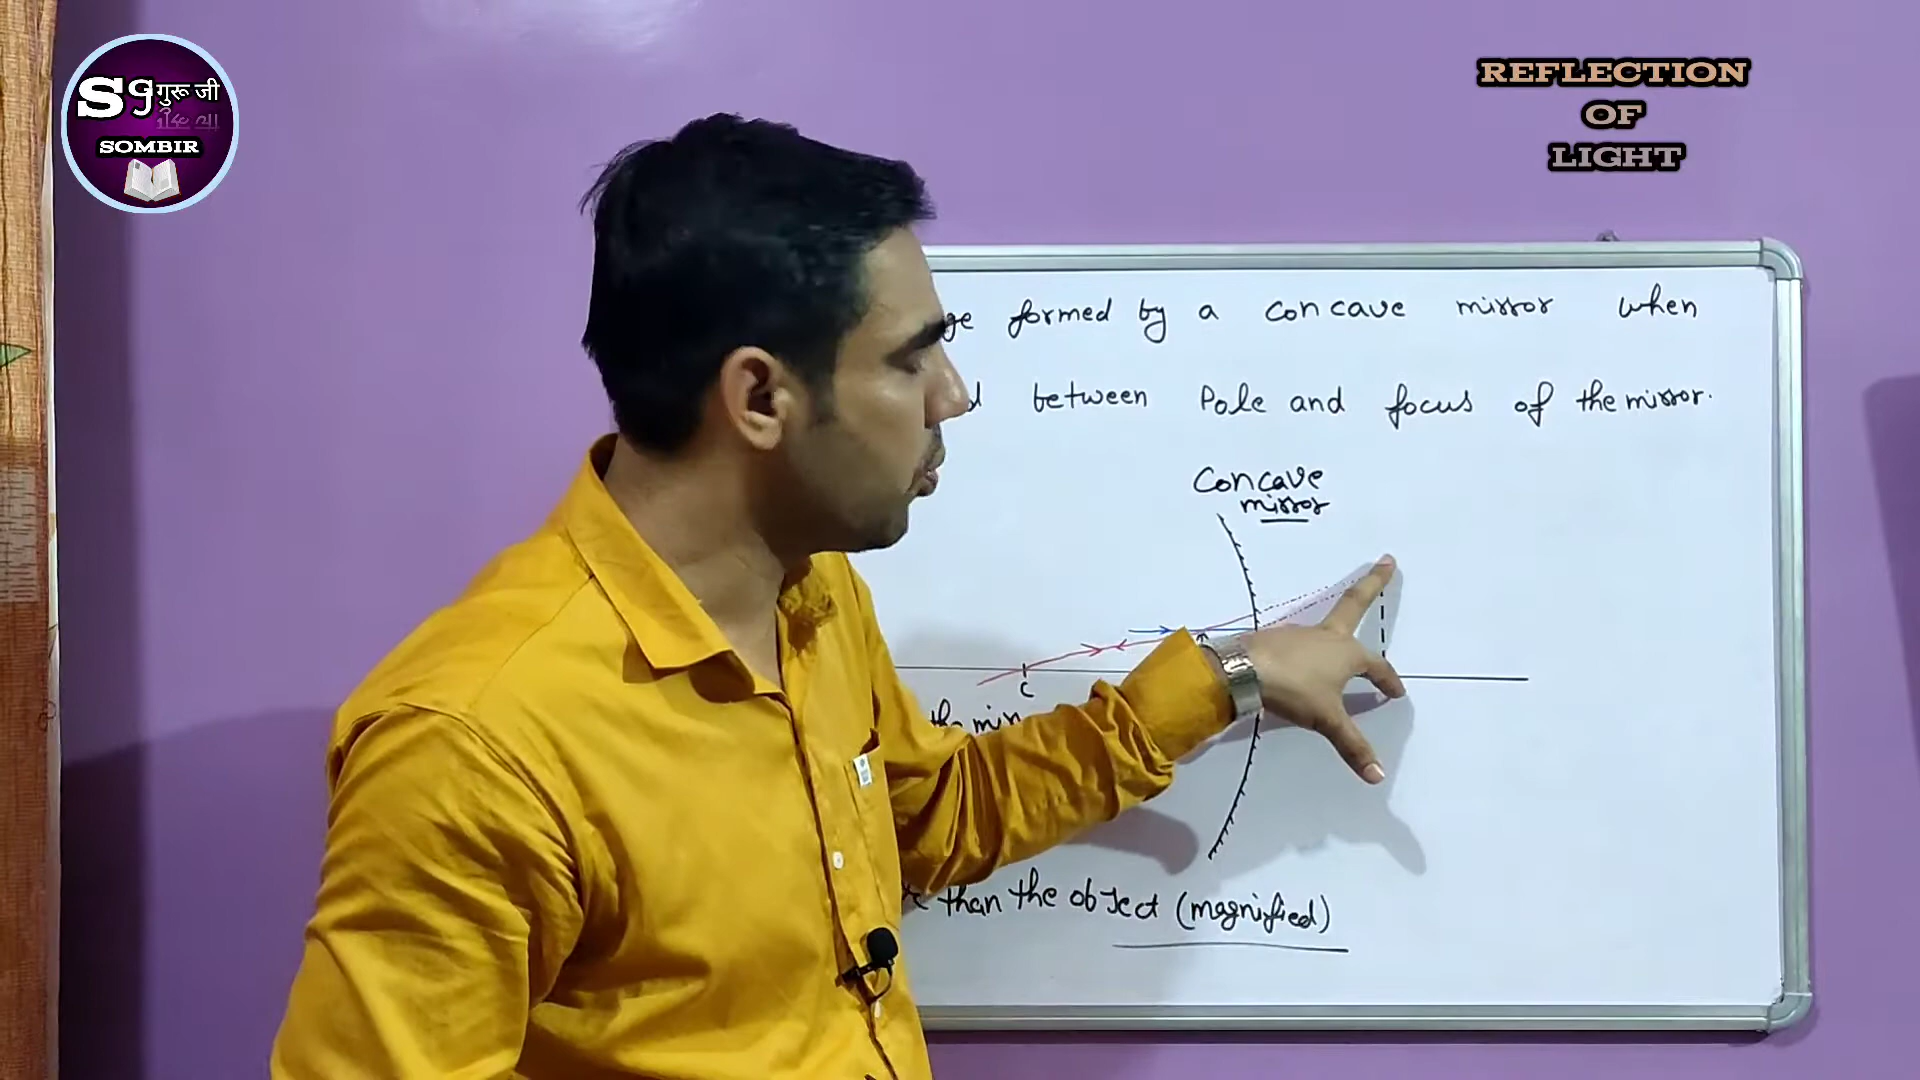 Sg गुरू जी
SOMBIR
REFLECTION
OF
LIGHT
formed by a concave mirror when
between Pole and focus of the mirror.
Concave
mirror
C
than the object (magnified)